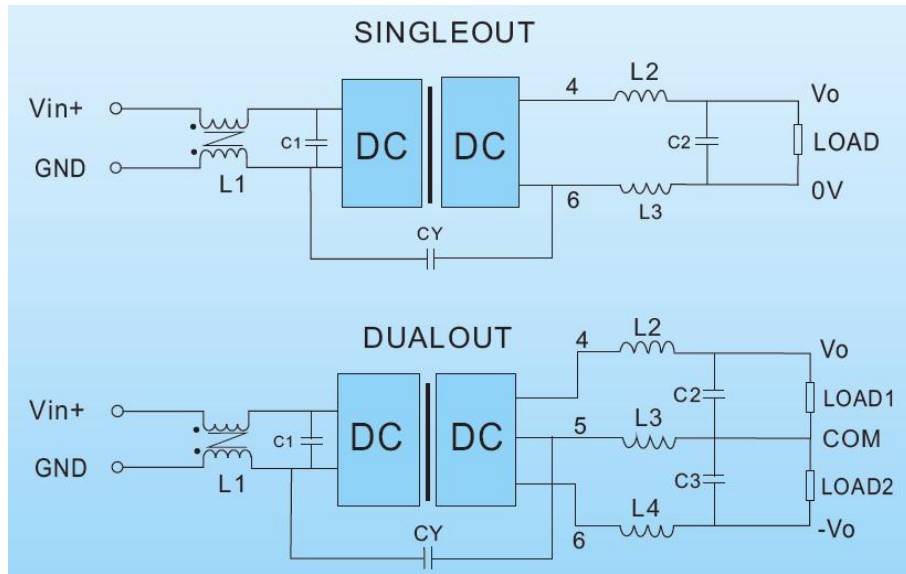 SINGLEOUT
4 L2
Vin+ Vo
C1 DC DC C2 LOAD
GND 0V
L1 6 L3
CY
DUALOUT
4 L2 Vo
C2 LOAD1
Vin+ 5 L3 COM
C1 DC DC
GND C3 LOAD2
L1 L4 -Vo
CY 6